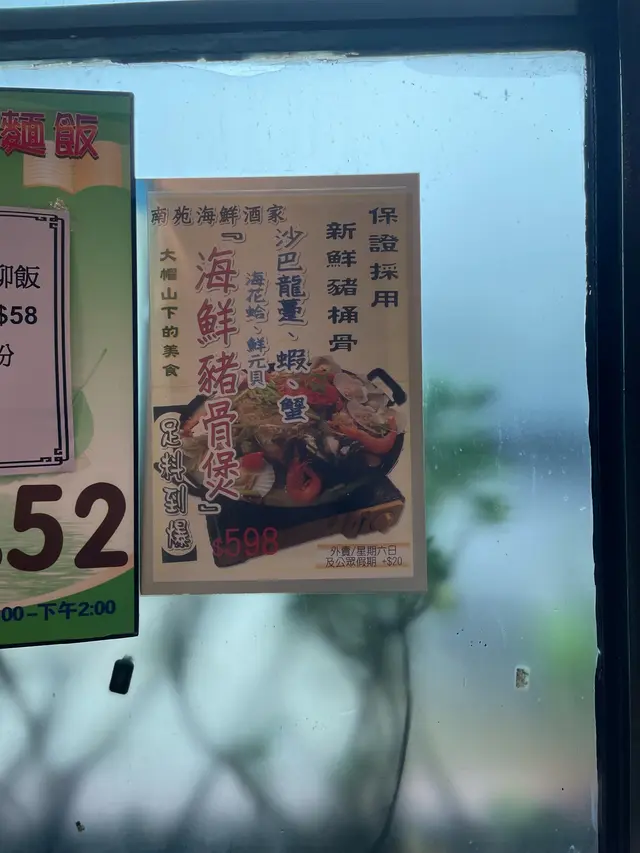 麵飯
柳飯
$58
份
52
00-下午2:00
南苑海鮮酒家
保證採用
新鮮豬桶骨
沙巴龍躉、蝦、蟹
海花蛤、鮮元貝
『海鮮豬骨煲』
大帽山下的美食
【足料到爆】
$598
外賣/星期六日
及公眾假期 +$20